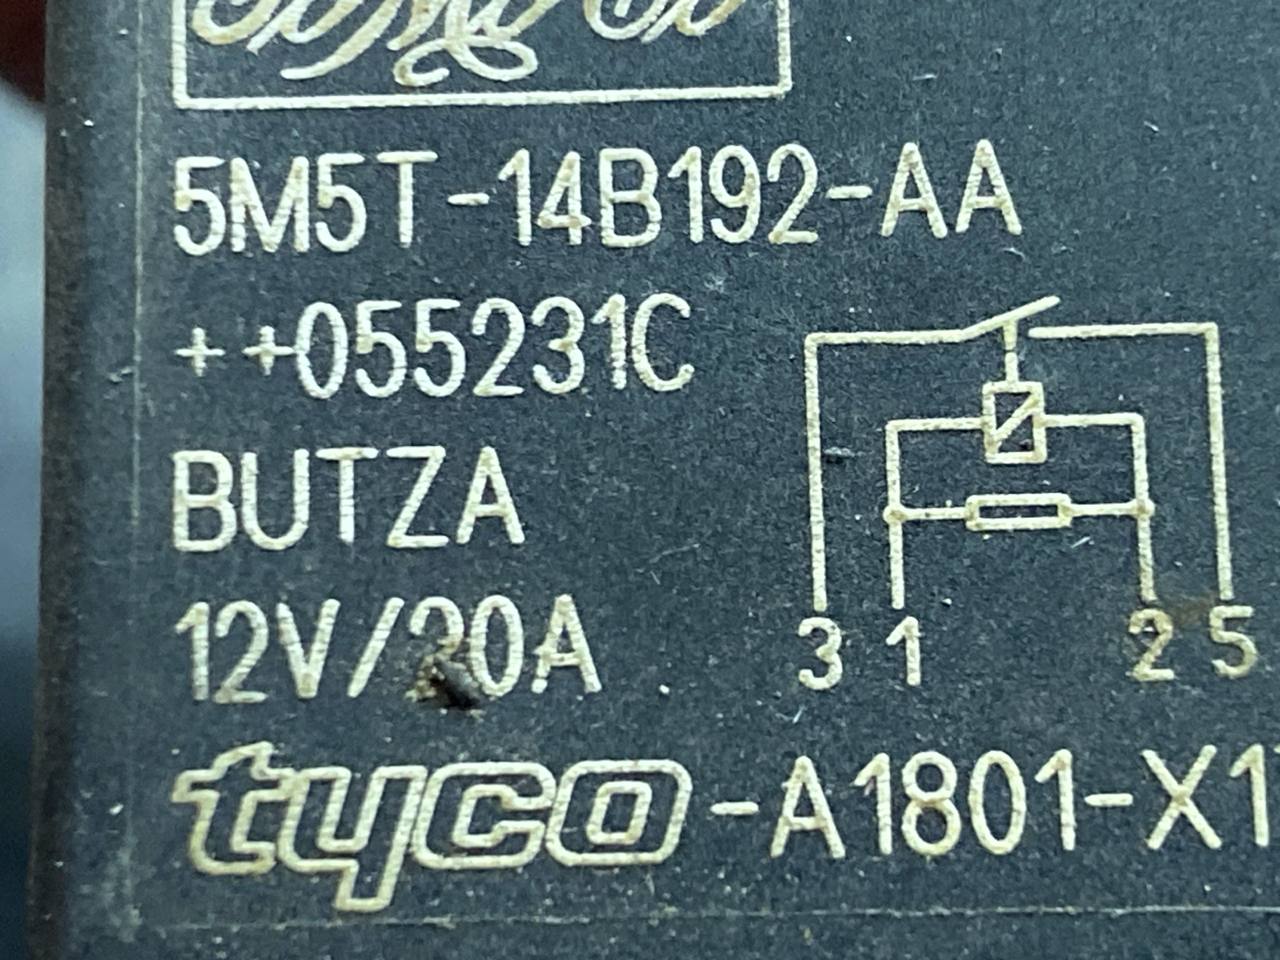 5M5T-14B192-AA
++055231C
BUTZA
12V/20A
3 1 2 5
tyco -A1801-X1